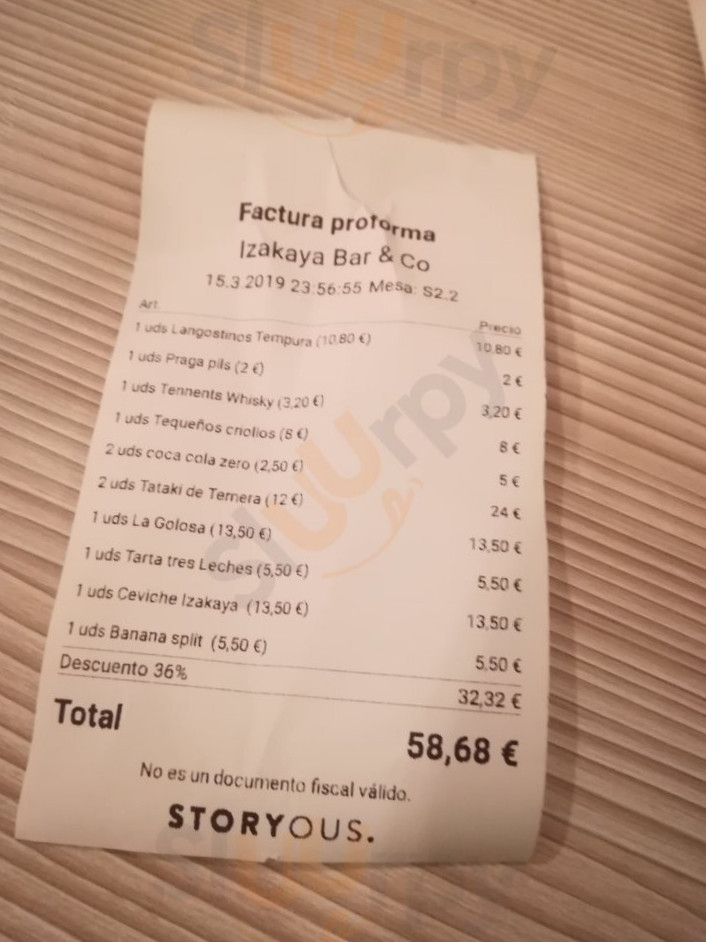 Sluurpy
Factura proforma
Izakaya Bar & Co
15.3 2019 23:56:55 Mesa: S2.2
Art. Precio
1 uds Langostinos Tempura (10.80 €) 10,80 €
1 uds Praga pils (2 €) 2 €
1 uds Tennents Whisky (3,20 €) 3,20 €
1 uds Tequeños criollos (8 €) 8 €
2 uds coca cola zero (2,50 €) 5 €
2 uds Tataki de Ternera (12 €) 24 €
1 uds La Golosa (13,50 €) 13,50 €
1 uds Tarta tres Leches (5,50 €) 5,50 €
1 uds Ceviche Izakaya (13,50 €) 13,50 €
1 uds Banana split (5,50 €) 5,50 €
Descuento 36% 32,32 €
Total 58,68 €
No es un documento fiscal válido.
STORYOUS.
Sluurpy